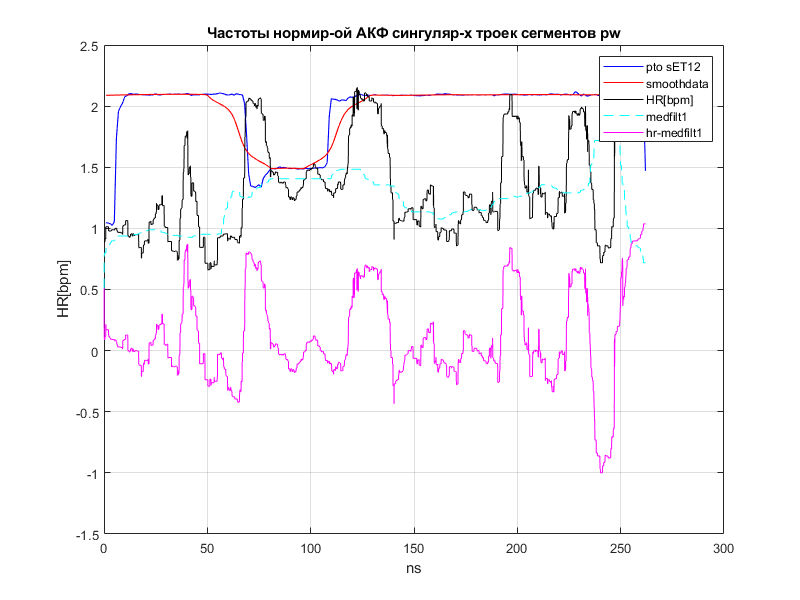 Частоты нормир-ой АКФ сингуляр-х троек сегментов pw
pto sET12
smoothdata
HR[bpm]
medfilt1
hr-medfilt1
2.5
2
1.5
1
0.5
0
-0.5
-1
-1.5
HR[bpm]
0 50 100 150 200 250 300
ns